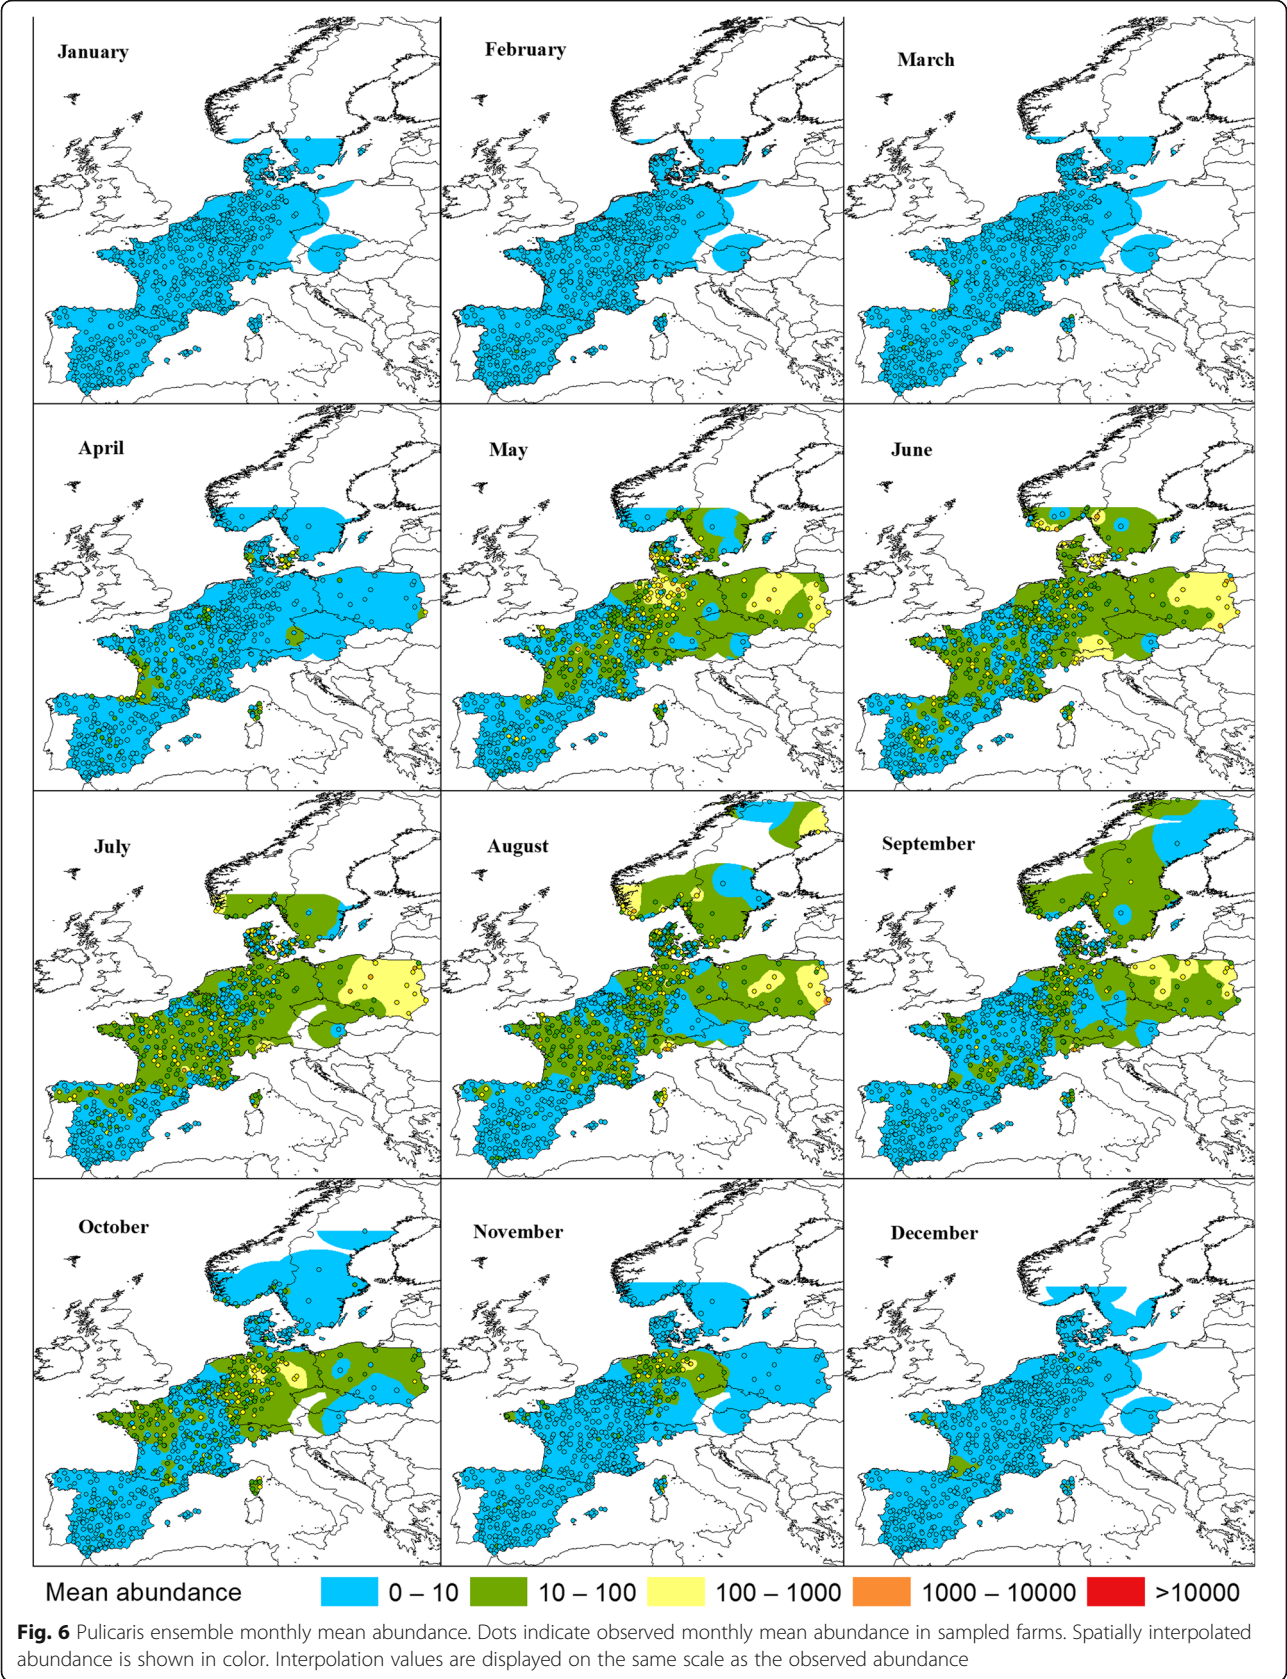 January
February
March
April
May
June
July
August
September
October
November
December
Mean abundance 0 – 10 10 – 100 100 – 1000 1000 – 10000 >10000
Fig. 6 Pulicaris ensemble monthly mean abundance. Dots indicate observed monthly mean abundance in sampled farms. Spatially interpolated
abundance is shown in color. Interpolation values are displayed on the same scale as the observed abundance